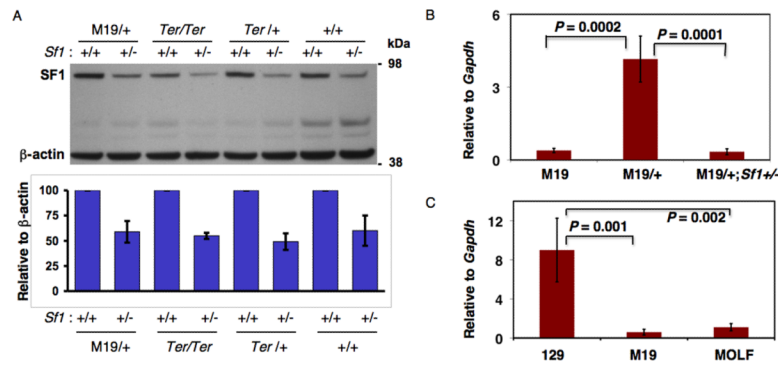 A
M19/+ Ter/Ter Ter/+ +/+
Sf1 : +/+ +/- +/+ +/- +/+ +/- +/+ +/-
kDa
SF1
98
β-actin
38
Relative to β-actin
100
75
50
25
0
Sf1 : +/+ +/- +/+ +/- +/+ +/- +/+ +/-
M19/+ Ter/Ter Ter/+ +/+
B
Relative to Gapdh
6
3
0
P = 0.0002
P = 0.0001
M19 M19/+ M19/+;Sf1+/-
C
Relative to Gapdh
12
8
4
0
P = 0.002
P = 0.001
129 M19 MOLF